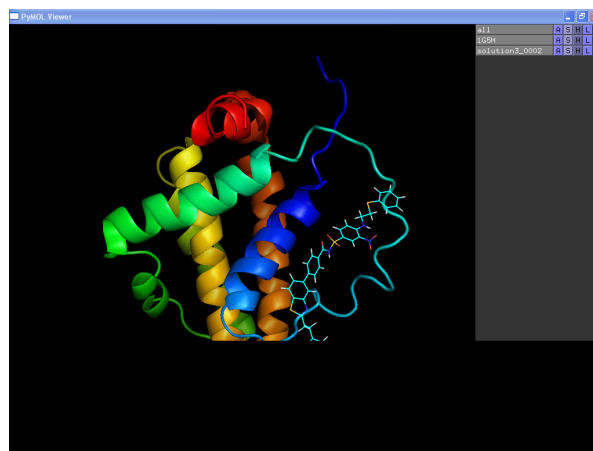 PyMOL Viewer
all A S H L
1G5M A S H L
solution3_0002 A S H L